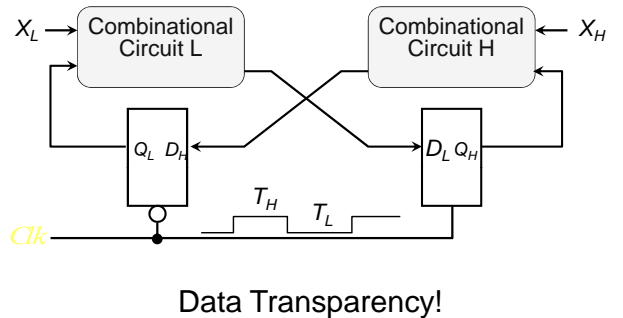 X_L
Combinational
Circuit L
Combinational
Circuit H
X_H
Q_L D_H
D_L Q_H
T_H
T_L
Clk
Data Transparency!